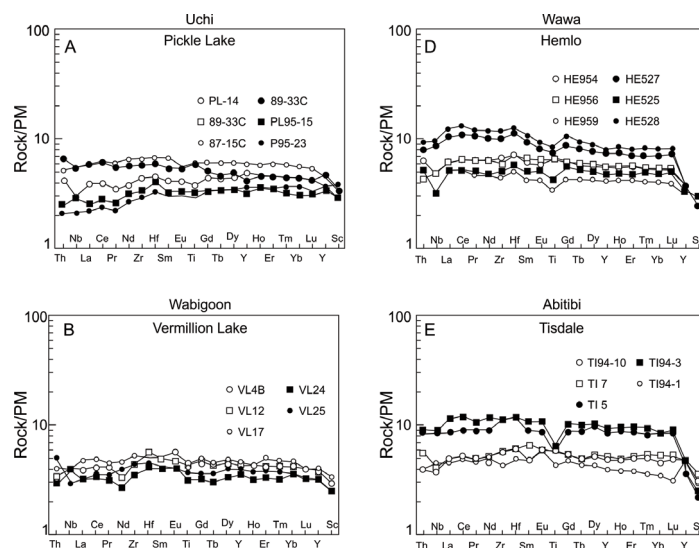 Uchi
A
Pickle Lake
PL-14
89-33C
89-33C
PL95-15
87-15C
P95-23
Rock/PM
100
10
1
Nb La Ce Pr Nd Zr Hf Sm Eu Ti Gd Tb Dy Y Ho Er Tm Yb Lu Y Sc
Th
Wawa
D
Hemlo
HE954
HE527
HE956
HE525
HE959
HE528
Rock/PM
100
10
1
Nb La Ce Pr Nd Zr Hf Sm Eu Ti Gd Tb Dy Y Ho Er Tm Yb Lu Y S
Th
Wabigoon
B
Vermillion Lake
VL4B
VL24
VL12
VL25
VL17
Rock/PM
100
10
1
Nb La Ce Pr Nd Zr Hf Sm Eu Ti Gd Tb Dy Y Ho Er Tm Yb Lu Y Sc
Th
Abitibi
E
Tisdale
TI94-10
TI94-3
TI 7
TI94-1
TI 5
Rock/PM
100
10
1
Nb La Ce Pr Nd Zr Hf Sm Eu Ti Gd Tb Dy Y Ho Er Tm Yb Lu Y S
Th